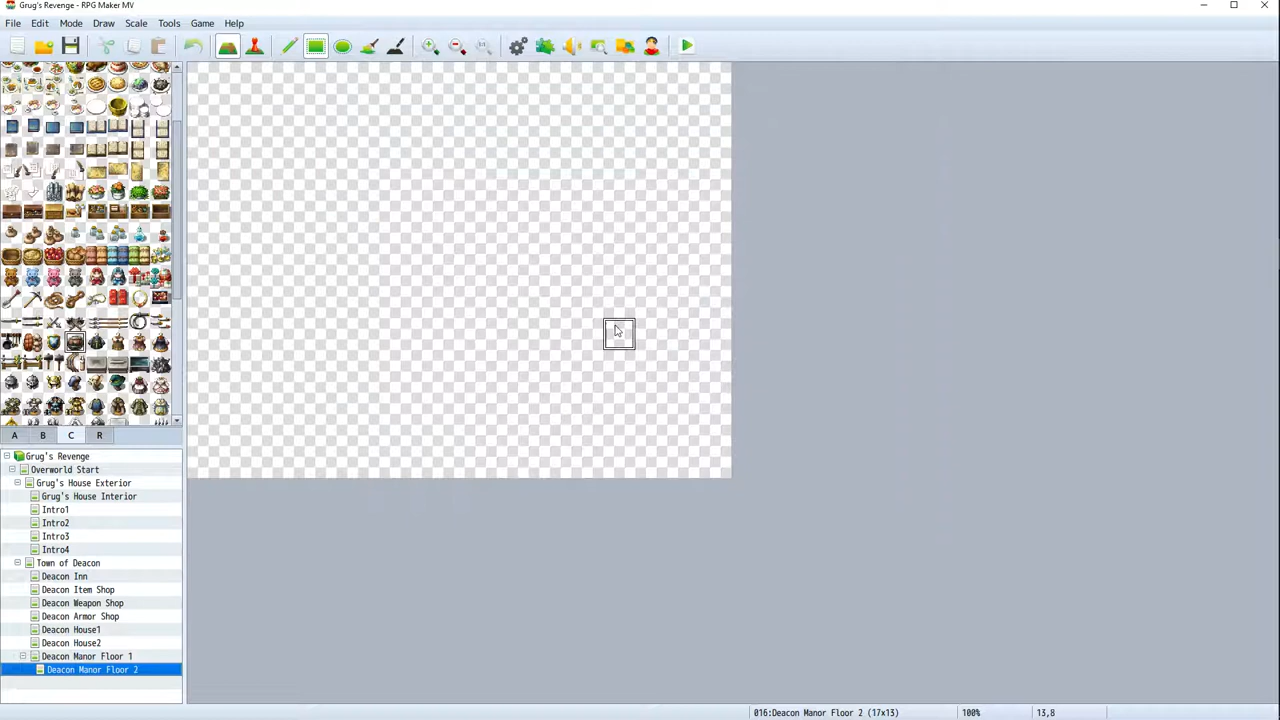 Grug's Revenge - RPG Maker MV
File Edit Mode Draw Scale Tools Game Help
1:1
A B C R
Grug's Revenge
Overworld Start
Grug's House Exterior
Grug's House Interior
Intro1
Intro2
Intro3
Intro4
Town of Deacon
Deacon Inn
Deacon Item Shop
Deacon Weapon Shop
Deacon Armor Shop
Deacon House1
Deacon House2
Deacon Manor Floor 1
Deacon Manor Floor 2
016:Deacon Manor Floor 2 (17x13) 100% 13,8